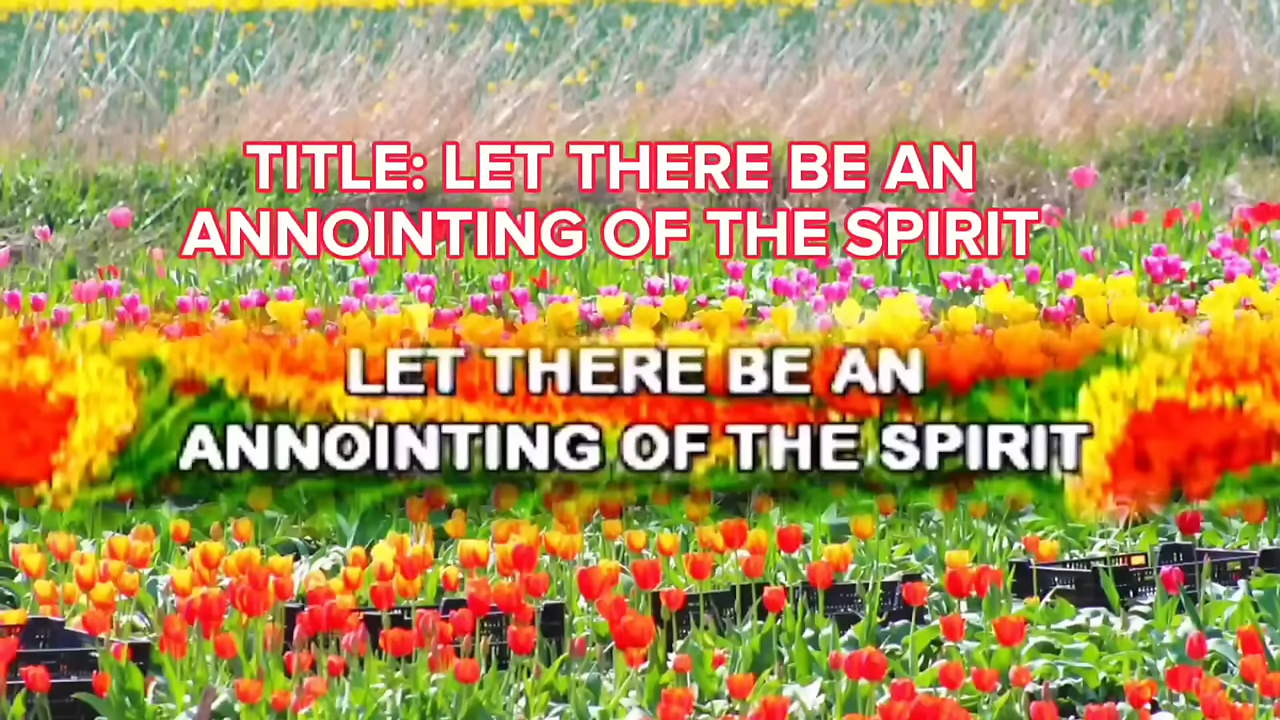 TITLE: LET THERE BE AN
ANNOINTING OF THE SPIRIT
LET THERE BE AN
ANNOINTING OF THE SPIRIT